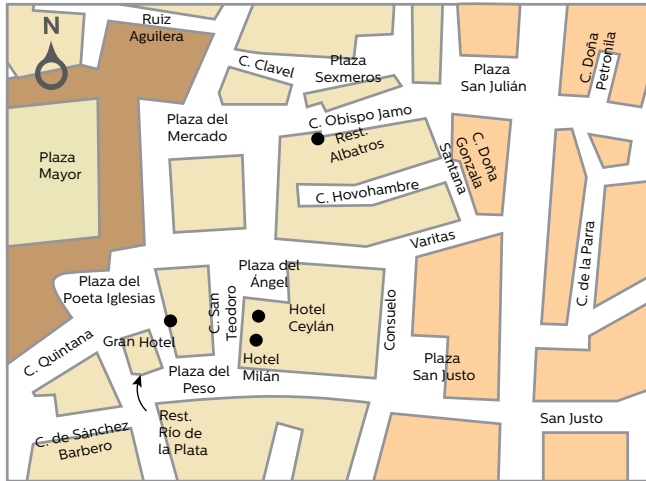 N
Ruiz
Aguilera
C. Clavel
Plaza
Sexmeros
Plaza
San Julián
C. Doña
Petronila
Plaza del
Mercado
C. Obispo Jamo
Rest.
Albatros
Plaza
Mayor
Santana
C. Doña
Gonzala
C. Hovohambre
Varitas
C. de la Parra
Plaza del
Poeta Iglesias
Plaza del
Ángel
C. San
Teodoro
Hotel
Ceylán
Consuelo
C. Quintana
Gran Hotel
Hotel
Milán
Plaza
San Justo
Plaza del
Peso
Rest.
Río de
la Plata
San Justo
C. de Sánchez
Barbero